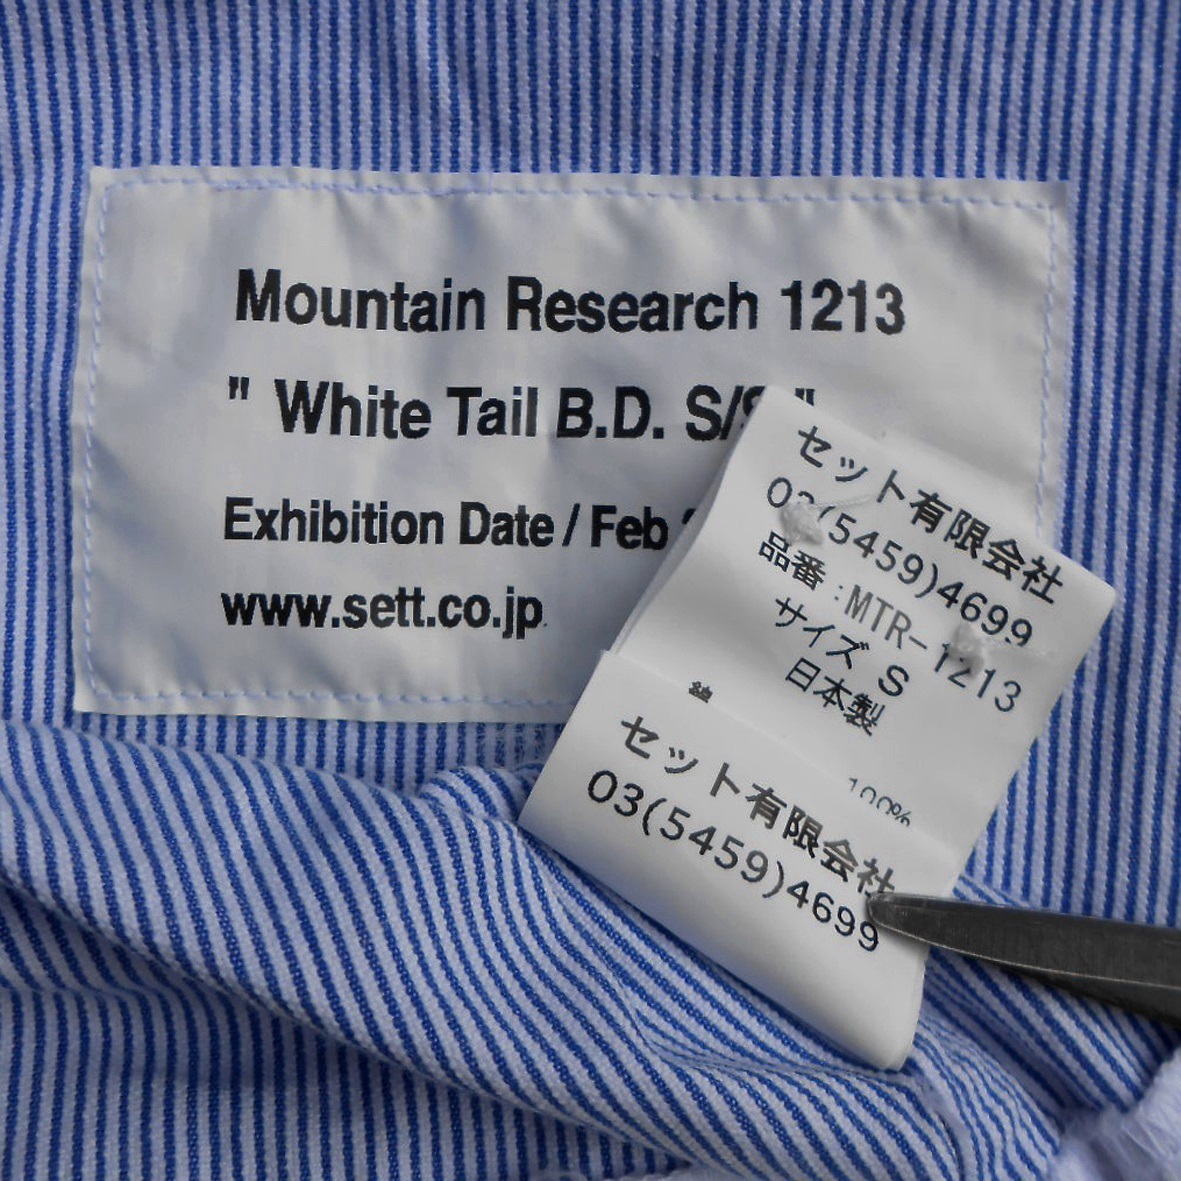 Mountain Research 1213
" White Tail B.D. S/S "
Exhibition Date / Feb
www.sett.co.jp
セット有限会社
03(5459)4699
品番:MTR-1213
サイズ S
日本製
綿 100%
セット有限会社
03(5459)4699